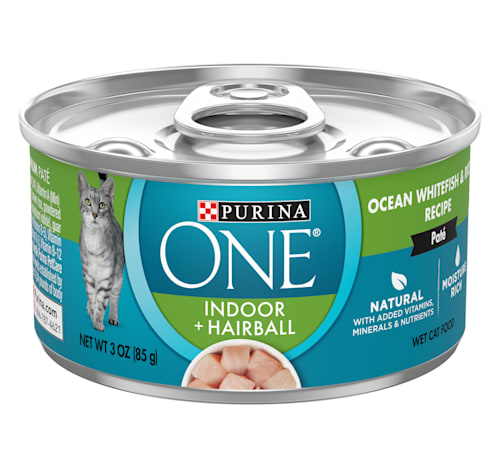 PURINA
ONE®
INDOOR
+ HAIRBALL
NET WT 3 OZ (85 g)
OCEAN WHITEFISH &
RECIPE
Paté
NATURAL
WITH ADDED VITAMINS,
MINERALS & NUTRIENTS
MOISTURE
RICH
WET CAT FOOD